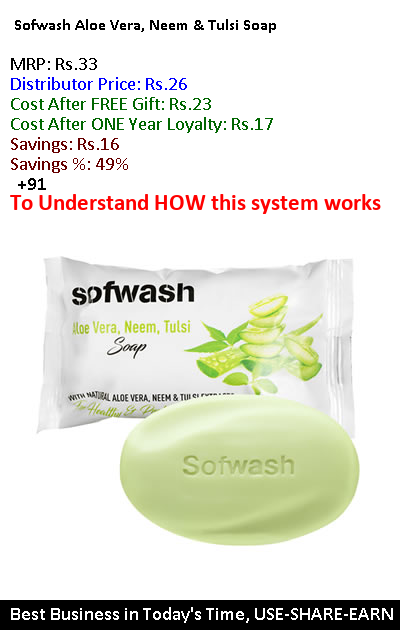 Sofwash Aloe Vera, Neem & Tulsi Soap
MRP: Rs.33
Distributor Price: Rs.26
Cost After FREE Gift: Rs.23
Cost After ONE Year Loyalty: Rs.17
Savings: Rs.16
Savings %: 49%
+91
To Understand HOW this system works
sofwash
Aloe Vera, Neem, Tulsi
Soap
WITH NATURAL ALOE VERA, NEEM & TULSI
For Healthy &
Sofwash
Best Business in Today's Time, USE-SHARE-EARN